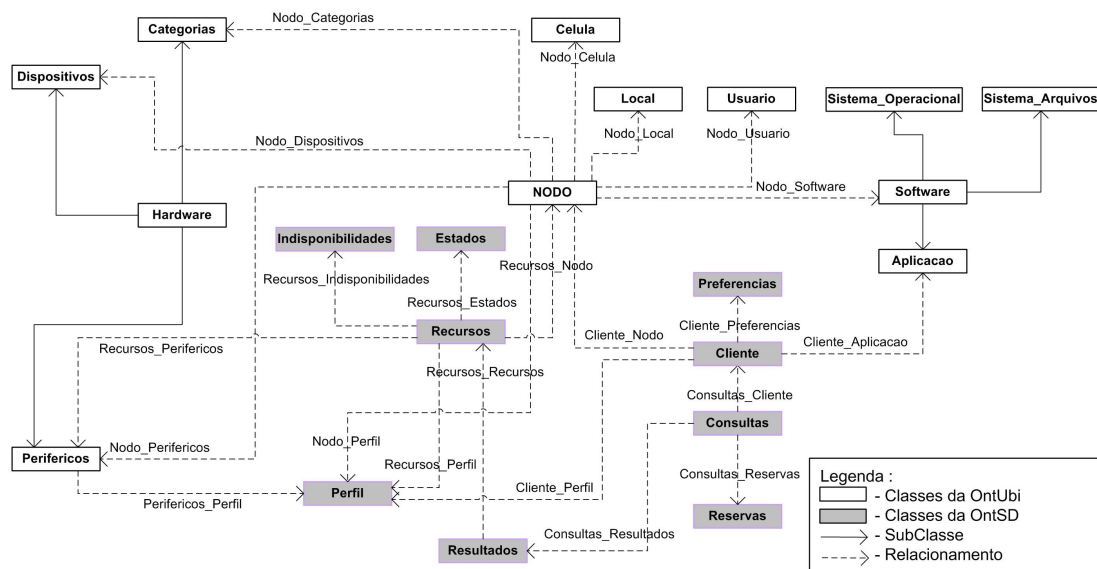 Nodo_Categorias
Categorias
Celula
Nodo_Celula
Dispositivos
Local
Usuario
Sistema_Operacional
Sistema_Arquivos
Nodo_Local
Nodo_Usuario
Nodo_Dispositivos
NODO
Nodo_Software
Software
Hardware
Indisponibilidades
Estados
Recursos_Nodo
Aplicacao
Recursos_Indisponibilidades
Preferencias
Recursos_Estados
Recursos
Cliente_Nodo
Cliente_Preferencias
Cliente_Aplicacao
Recursos_Perifericos
Cliente
Recursos_Recursos
Consultas_Cliente
Consultas
Nodo_Perifericos
Nodo_Perfil
Perifericos
Recursos_Perfil
Consultas_Reservas
Perifericos_Perfil
Perfil
Cliente_Perfil
Reservas
Consultas_Resultados
Resultados
Legenda :
- Classes da OntUbi
- Classes da OntSD
- SubClasse
- Relacionamento